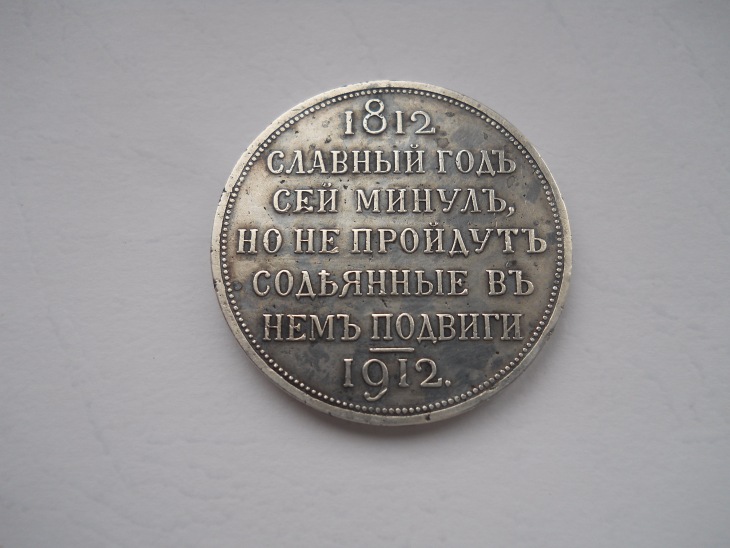 1812
СЛАВНЫЙ ГОДЪ
СЕЙ МИНУЛЪ,
НО НЕ ПРОЙДУТЪ
СОДѢЯННЫЕ ВЪ
НЕМЪ ПОДВИГИ
1912.